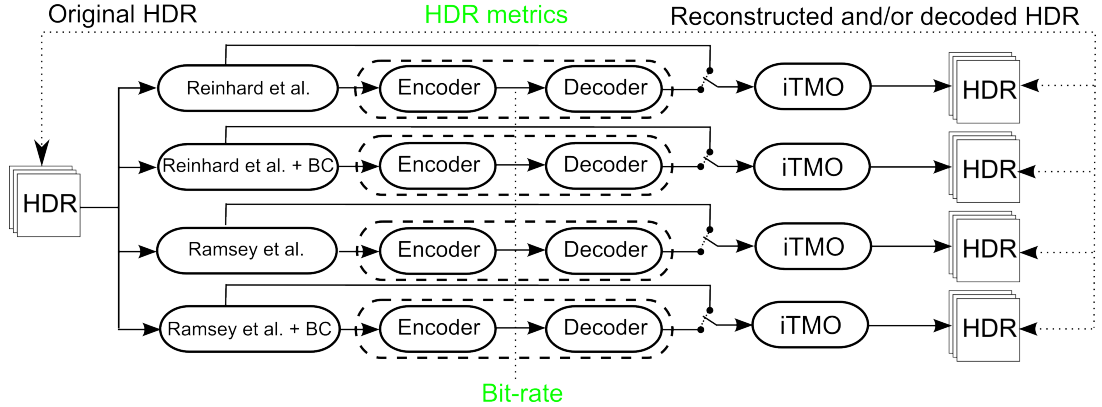 Original HDR
HDR metrics
Reconstructed and/or decoded HDR
Reinhard et al.
Encoder
Decoder
iTMO
HDR
Reinhard et al. + BC
Encoder
Decoder
iTMO
HDR
HDR
Ramsey et al.
Encoder
Decoder
iTMO
HDR
Ramsey et al. + BC
Encoder
Decoder
iTMO
HDR
Bit-rate